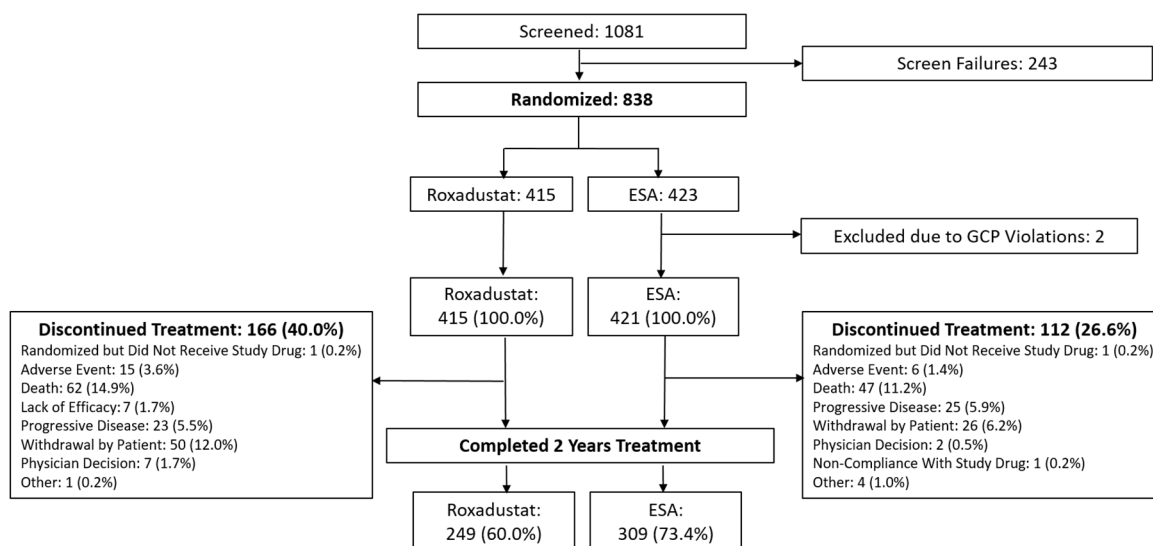 Screened: 1081
Screen Failures: 243
Randomized: 838
Roxadustat: 415
ESA: 423
Excluded due to GCP Violations: 2
Roxadustat:
415 (100.0%)
ESA:
421 (100.0%)
Discontinued Treatment: 166 (40.0%)
Randomized but Did Not Receive Study Drug: 1 (0.2%)
Adverse Event: 15 (3.6%)
Death: 62 (14.9%)
Lack of Efficacy: 7 (1.7%)
Progressive Disease: 23 (5.5%)
Withdrawal by Patient: 50 (12.0%)
Physician Decision: 7 (1.7%)
Other: 1 (0.2%)
Discontinued Treatment: 112 (26.6%)
Randomized but Did Not Receive Study Drug: 1 (0.2%)
Adverse Event: 6 (1.4%)
Death: 47 (11.2%)
Progressive Disease: 25 (5.9%)
Withdrawal by Patient: 26 (6.2%)
Physician Decision: 2 (0.5%)
Non-Compliance With Study Drug: 1 (0.2%)
Other: 4 (1.0%)
Completed 2 Years Treatment
Roxadustat:
249 (60.0%)
ESA:
309 (73.4%)